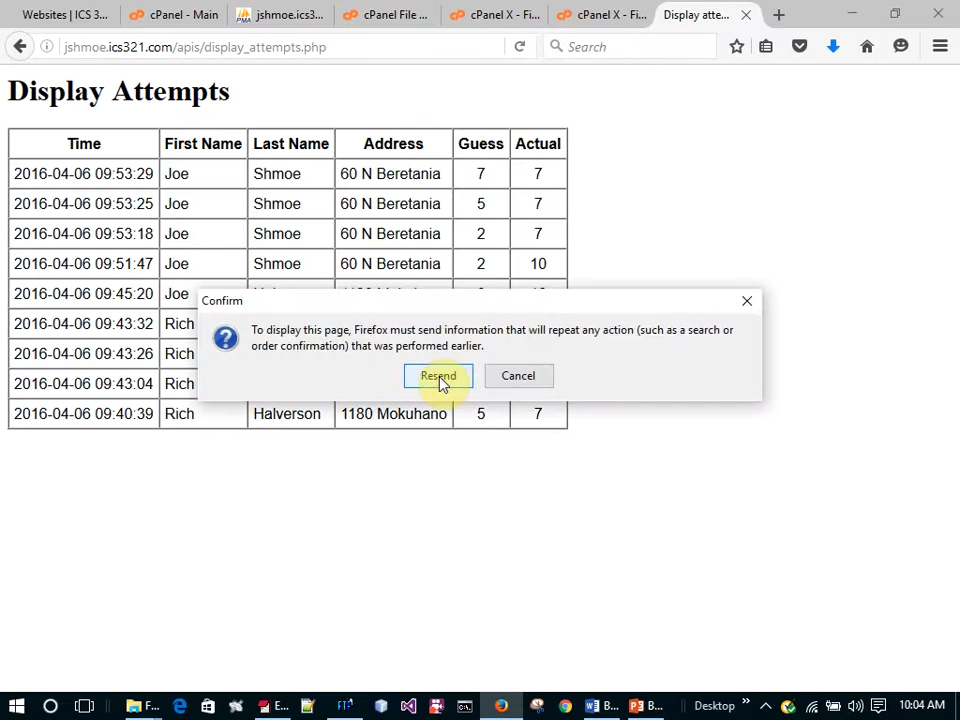 Websites | ICS 3...
cPanel - Main
jshmoe.ics3...
cPanel File ...
cPanel X - Fi...
cPanel X - Fi...
Display atte...
jshmoe.ics321.com/apis/display_attempts.php
Search
Display Attempts
Time First Name Last Name Address Guess Actual
2016-04-06 09:53:29 Joe Shmoe 60 N Beretania 7 7
2016-04-06 09:53:25 Joe Shmoe 60 N Beretania 5 7
2016-04-06 09:53:18 Joe Shmoe 60 N Beretania 2 7
2016-04-06 09:51:47 Joe Shmoe 60 N Beretania 2 10
2016-04-06 09:45:20 Joe
2016-04-06 09:43:32 Rich
2016-04-06 09:43:26 Rich
2016-04-06 09:43:04 Rich
2016-04-06 09:40:39 Rich Halverson 1180 Mokuhano 5 7
Confirm
To display this page, Firefox must send information that will repeat any action (such as a search or
order confirmation) that was performed earlier.
Resend Cancel
F...
E...
B...
B...
Desktop
10:04 AM